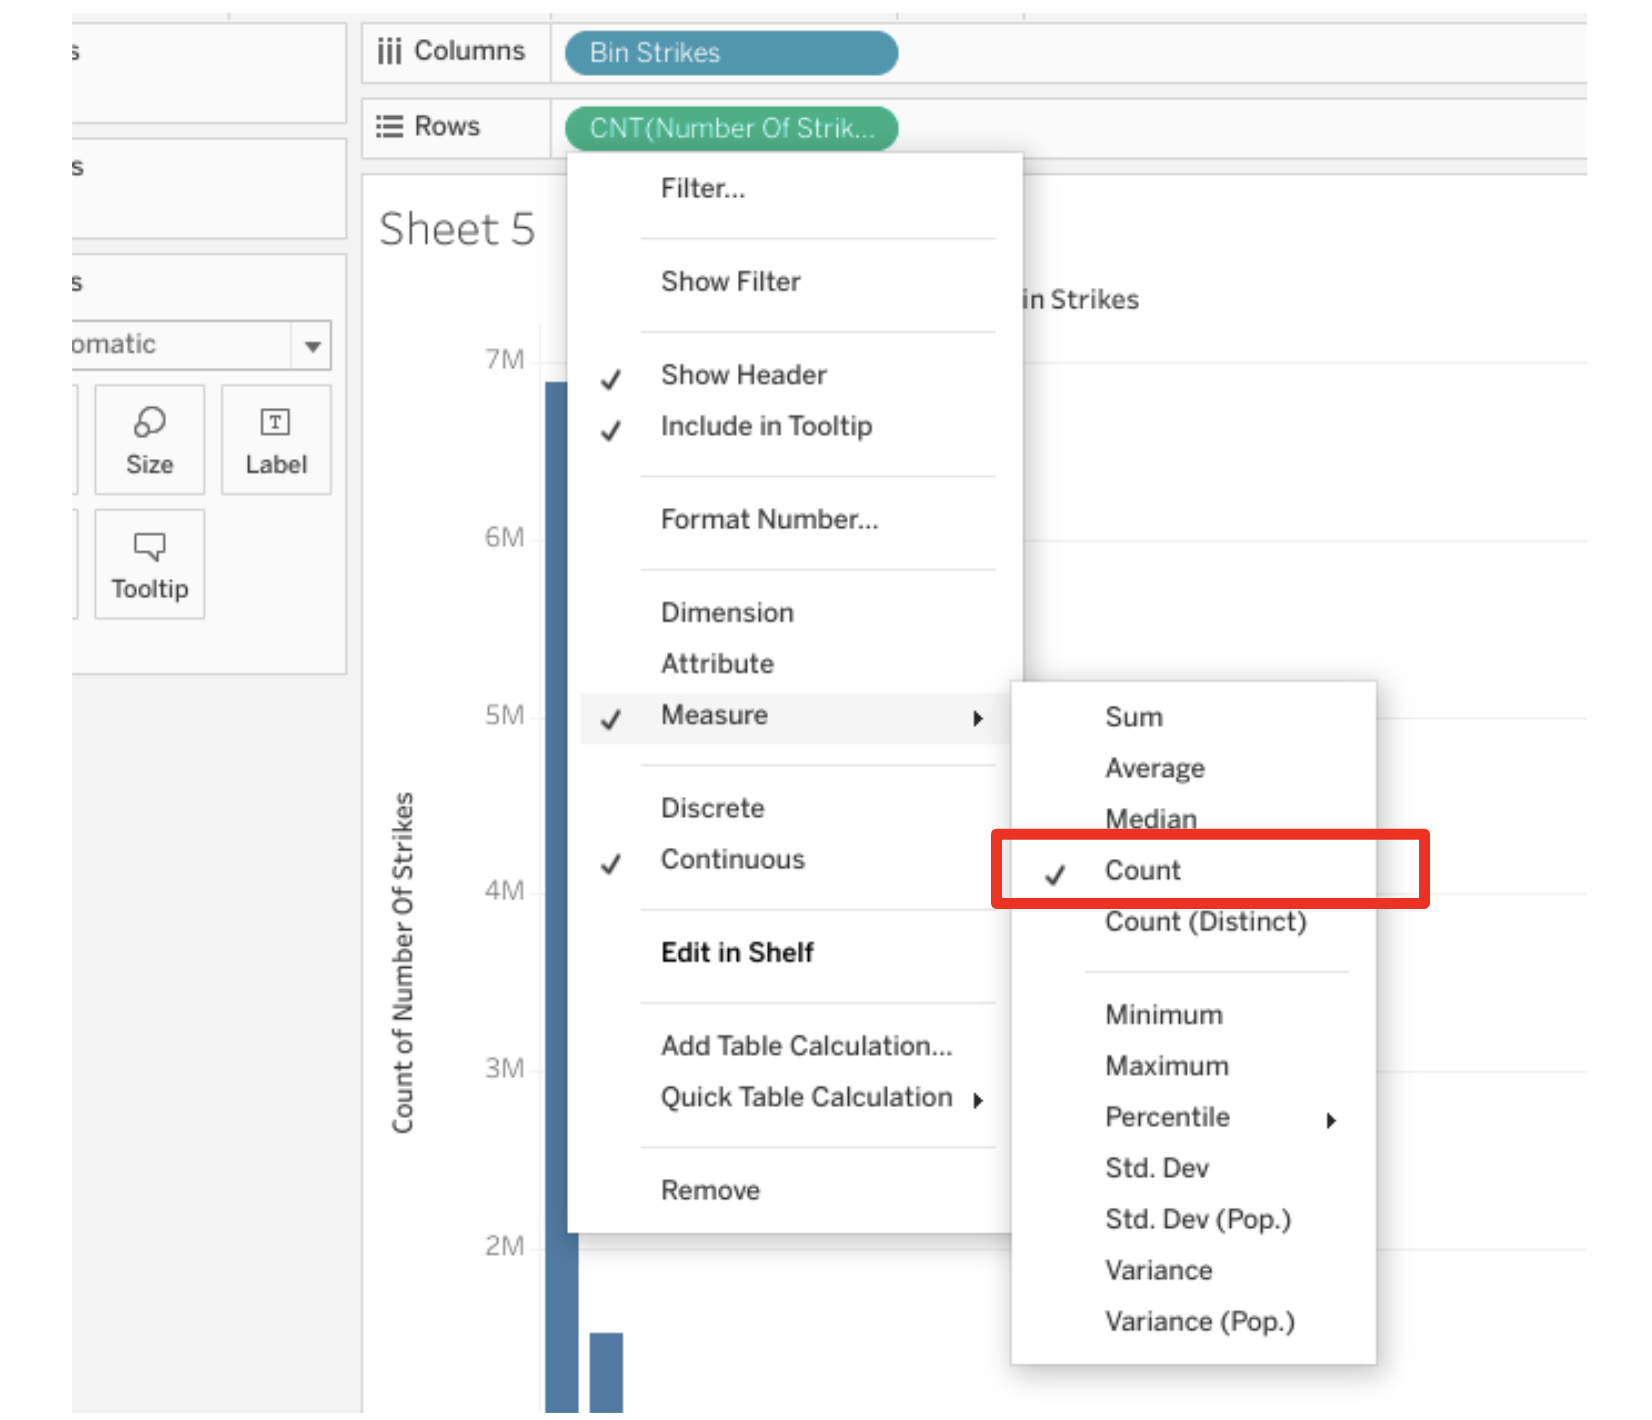 s
Columns
Bin Strikes
Rows
CNT(Number Of Strik...
s
s
omatic
Size
Label
Tooltip
Sheet 5
in Strikes
7M
6M
5M
4M
3M
2M
Count of Number Of Strikes
Filter...
Show Filter
Show Header
Include in Tooltip
Format Number...
Dimension
Attribute
Measure
Discrete
Continuous
Edit in Shelf
Add Table Calculation...
Quick Table Calculation
Remove
Sum
Average
Median
Count
Count (Distinct)
Minimum
Maximum
Percentile
Std. Dev
Std. Dev (Pop.)
Variance
Variance (Pop.)